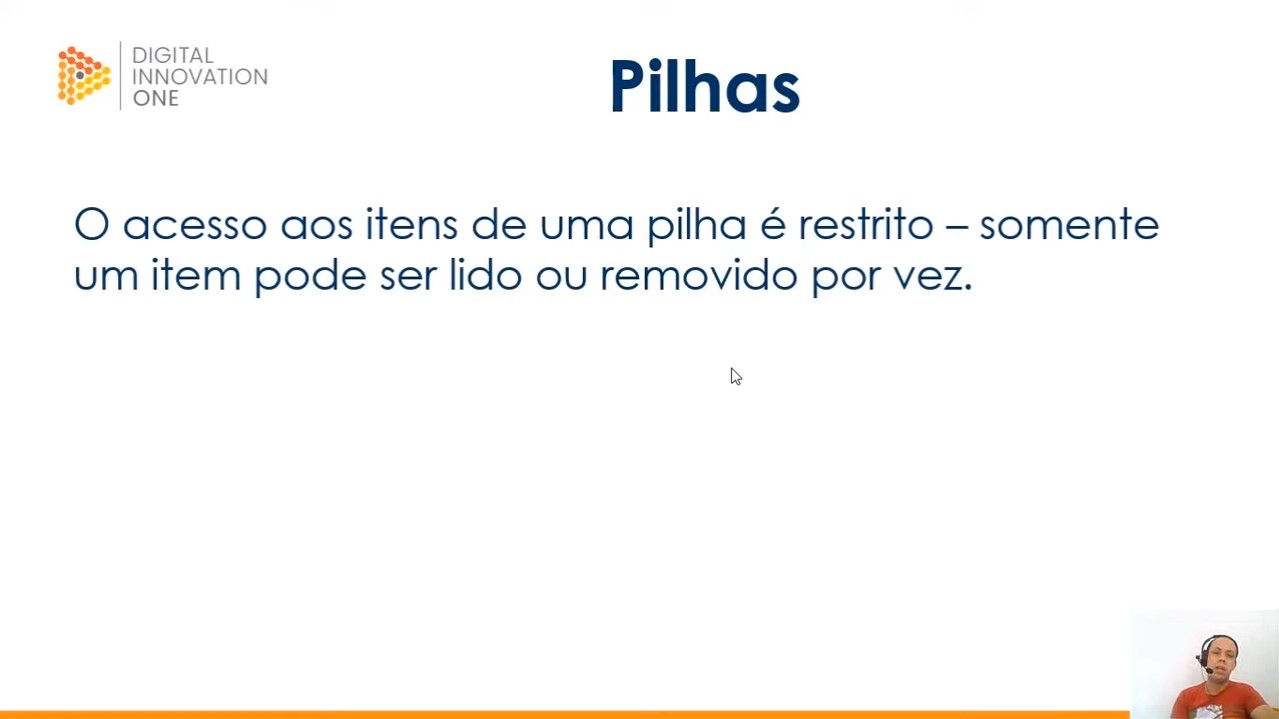 DIGITAL
INNOVATION
ONE
Pilhas
O acesso aos itens de uma pilha é restrito – somente
um item pode ser lido ou removido por vez.